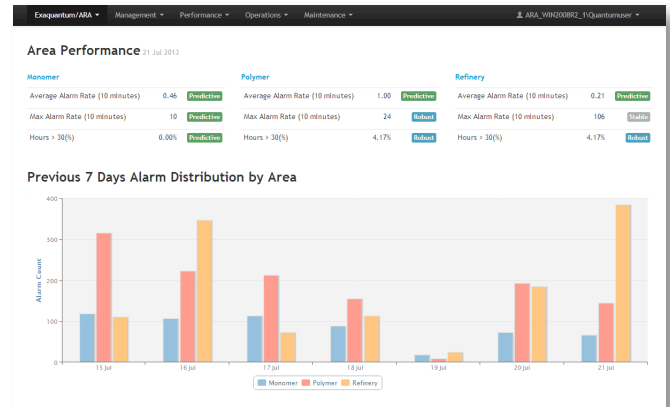 Exaquantum/ARA Management Performance Operations Maintenance ARA_WIN2008R2_1\Quantumuser
Area Performance 21 Jul 2013
Monomer Polymer Refinery
Average Alarm Rate (10 minutes) 0.46 Predictive Average Alarm Rate (10 minutes) 1.00 Predictive Average Alarm Rate (10 minutes) 0.21 Predictive
Max Alarm Rate (10 minutes) 10 Predictive Max Alarm Rate (10 minutes) 24 Robust Max Alarm Rate (10 minutes) 106 Stable
Hours > 30(%) 0.00% Predictive Hours > 30(%) 4.17% Robust Hours > 30(%) 4.17% Robust
Previous 7 Days Alarm Distribution by Area
400
300
200
100
0
Alarm Count
15 Jul 16 Jul 17 Jul 18 Jul 19 Jul 20 Jul 21 Jul
Monomer Polymer Refinery